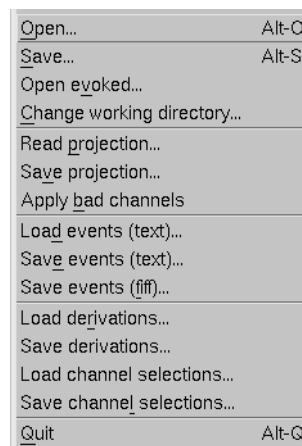 Open... Alt-O
Save... Alt-S
Open evoked...
Change working directory...
Read projection...
Save projection...
Apply bad channels
Load events (text)...
Save events (text)...
Save events (fiff)...
Load derivations...
Save derivations...
Load channel selections...
Save channel selections...
Quit Alt-Q